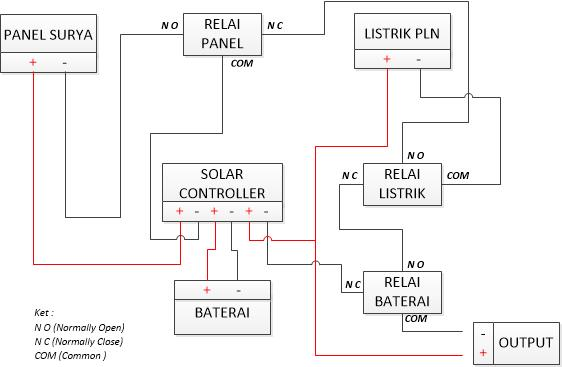 PANEL SURYA
+ -
N O
RELAI
PANEL
N C
COM
LISTRIK PLN
+ -
SOLAR
CONTROLLER
+ - + - + -
N O
N C
RELAI
LISTRIK
COM
N O
N C
RELAI
BATERAI
COM
+ -
BATERAI
-
+
OUTPUT
Ket :
N O (Normally Open)
N C (Normally Close)
COM (Common )